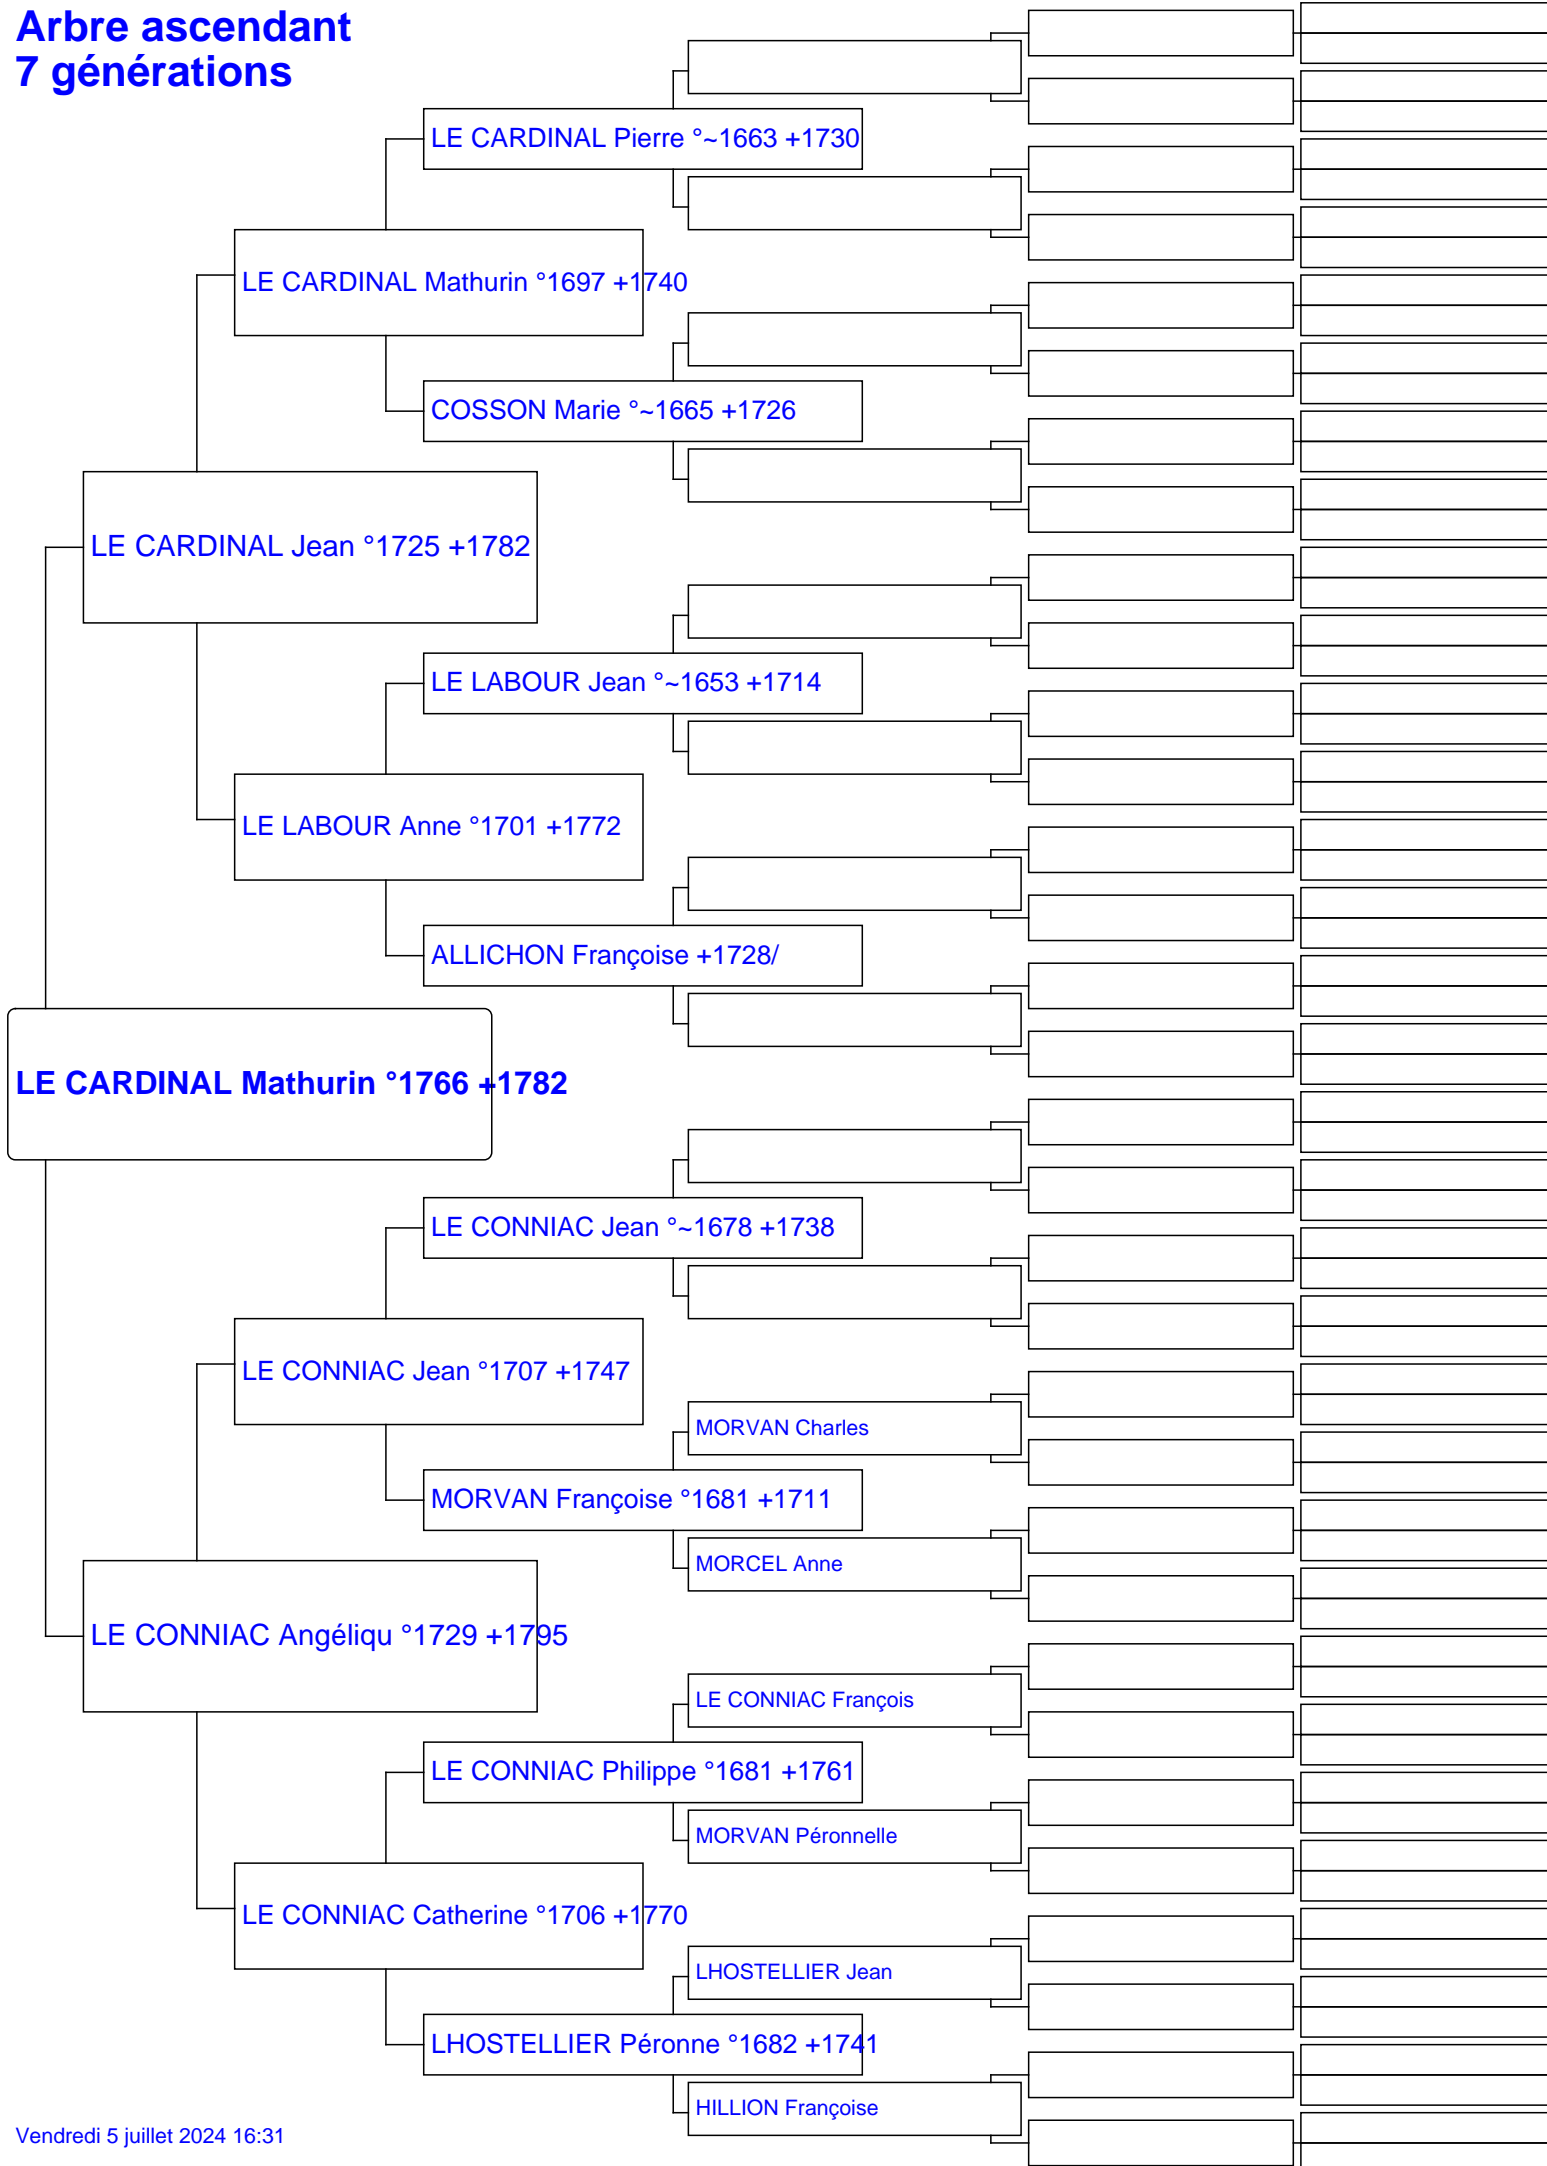 Arbre ascendant
7 générations
LE CARDINAL Pierre °~1663 +1730
LE CARDINAL Mathurin °1697 +1740
COSSON Marie °~1665 +1726
LE CARDINAL Jean °1725 +1782
LE LABOUR Jean °~1653 +1714
LE LABOUR Anne °1701 +1772
ALLICHON Françoise +1728/
LE CARDINAL Mathurin °1766 +1782
LE CONNIAC Jean °~1678 +1738
LE CONNIAC Jean °1707 +1747
MORVAN Charles
MORVAN Françoise °1681 +1711
MORCEL Anne
LE CONNIAC Angéliqu °1729 +1795
LE CONNIAC François
LE CONNIAC Philippe °1681 +1761
MORVAN Péronnelle
LE CONNIAC Catherine °1706 +1770
LHOSTELLIER Jean
LHOSTELLIER Péronne °1682 +1741
HILLION Françoise
Vendredi 5 juillet 2024 16:31